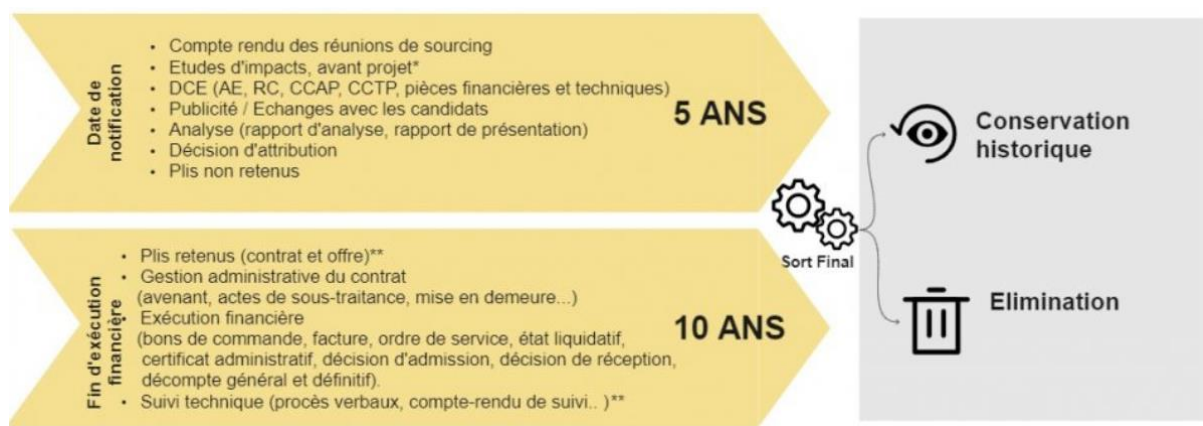 Date de
notification
• Compte rendu des réunions de sourcing
• Etudes d'impacts, avant projet*
• DCE (AE, RC, CCAP, CCTP, pièces financières et techniques)
• Publicité / Echanges avec les candidats
• Analyse (rapport d'analyse, rapport de présentation)
• Décision d'attribution
• Plis non retenus
5 ANS
Fin d'exécution
financière
• Plis retenus (contrat et offre)**
• Gestion administrative du contrat
(avenant, actes de sous-traitance, mise en demeure...)
• Exécution financière
(bons de commande, facture, ordre de service, état liquidatif,
certificat administratif, décision d'admission, décision de réception,
décompte général et définitif).
• Suivi technique (procès verbaux, compte-rendu de suivi.. )**
10 ANS
Sort Final
Conservation
historique
Elimination